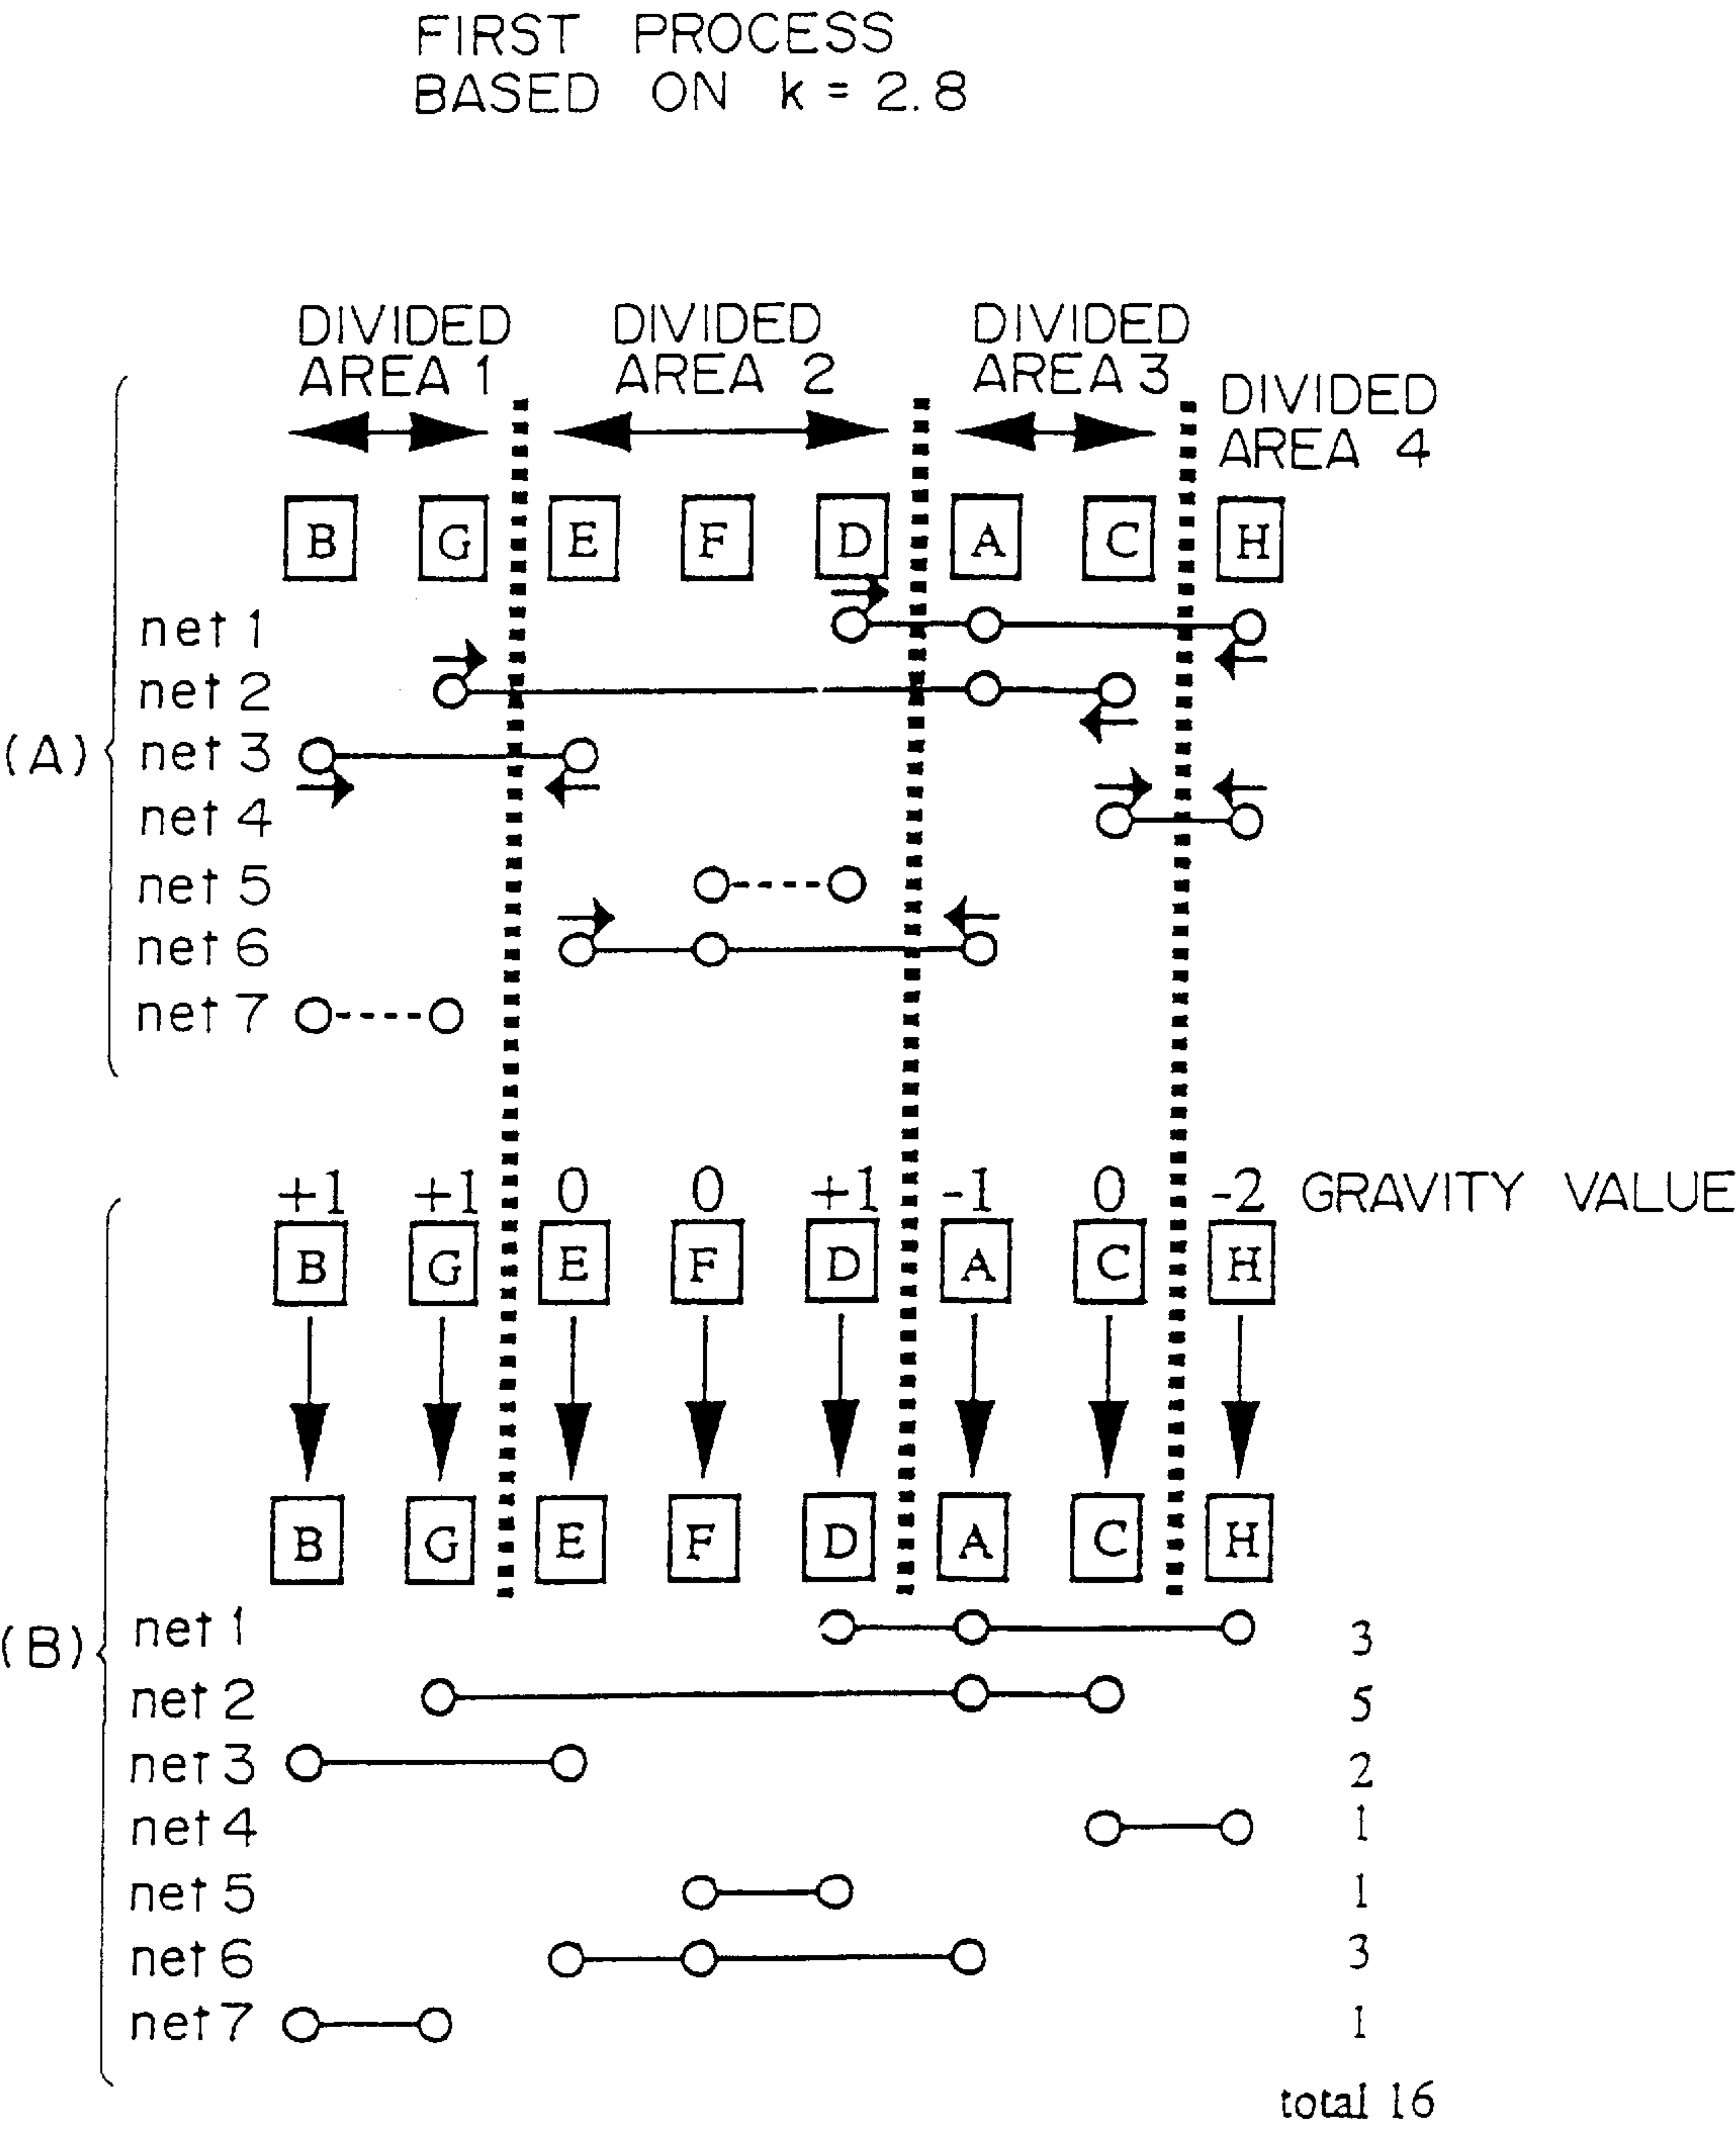 FIRST PROCESS
BASED ON k = 2.8
DIVIDED AREA 1
DIVIDED AREA 2
DIVIDED AREA 3
DIVIDED AREA 4
B G E F D A C H
(A)
net 1
net 2
net 3
net 4
net 5
net 6
net 7
+1 +1 0 0 +1 -1 0 -2 GRAVITY VALUE
B G E F D A C H
B G E F D A C H
(B)
net 1 3
net 2 5
net 3 2
net 4 1
net 5 1
net 6 3
net 7 1
total 16